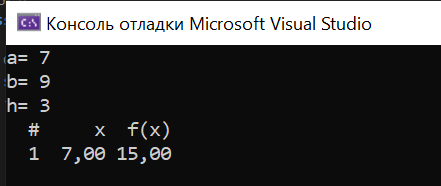 Консоль отладки Microsoft Visual Studio
a= 7
b= 9
h= 3
# x f(x)
1 7,00 15,00